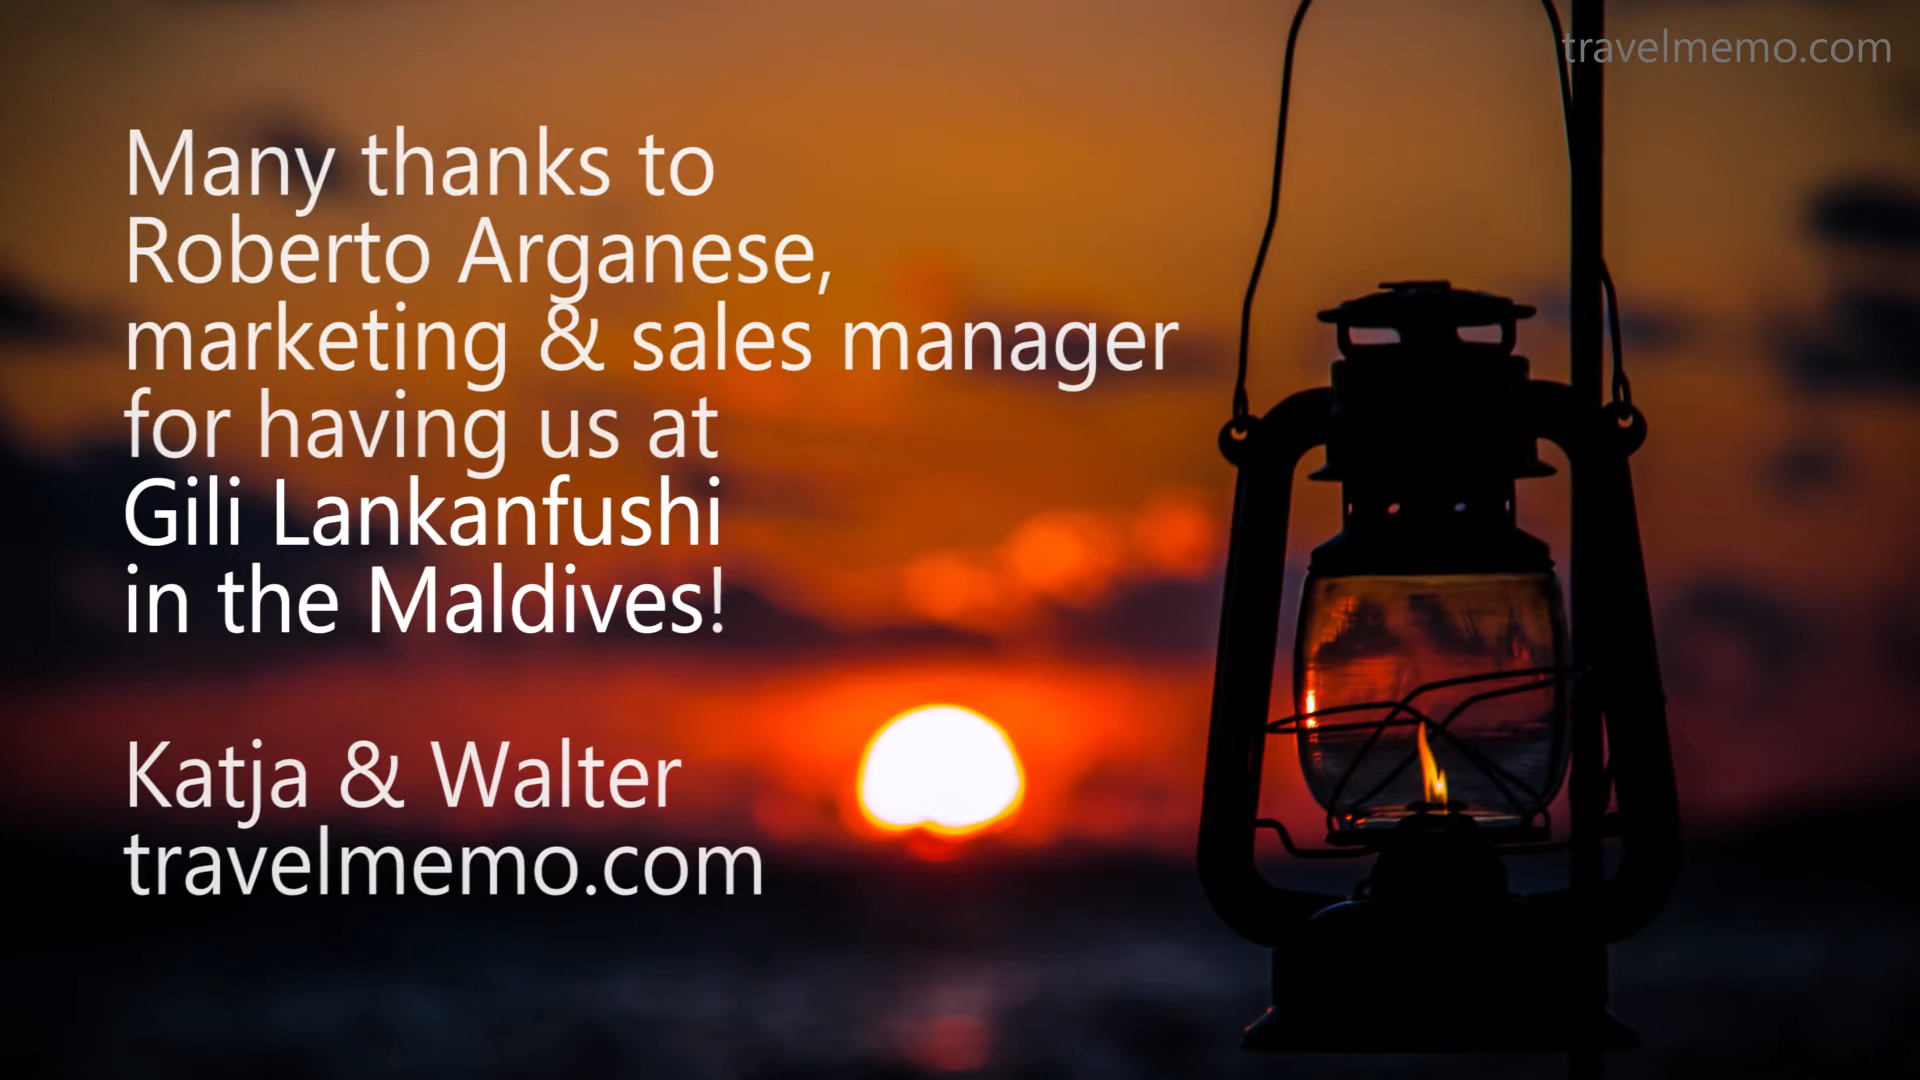 travelmemo.com
Many thanks to
Roberto Arganese,
marketing & sales manager
for having us at
Gili Lankanfushi
in the Maldives!
Katja & Walter
travelmemo.com